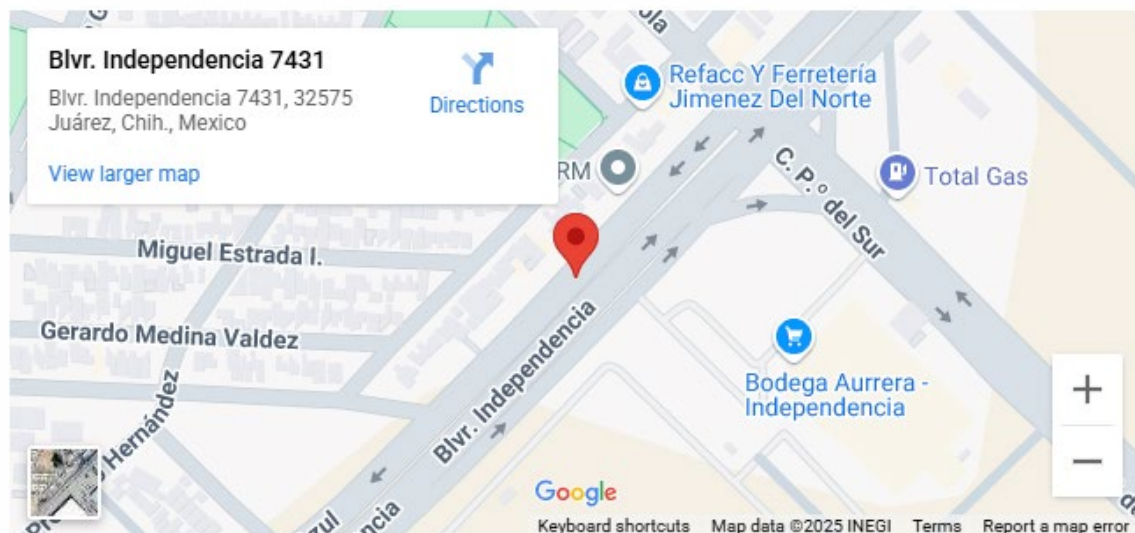 Blvr. Independencia 7431
Blvr. Independencia 7431, 32575
Juárez, Chih., Mexico
Directions
View larger map
Refacc Y Ferretería
Jimenez Del Norte
RM
C. P.º del Sur
Total Gas
Miguel Estrada I.
Gerardo Medina Valdez
Blvr. Independencia
Bodega Aurrera -
Independencia
Hernández
+
−
Google
Keyboard shortcuts Map data ©2025 INEGI Terms Report a map error